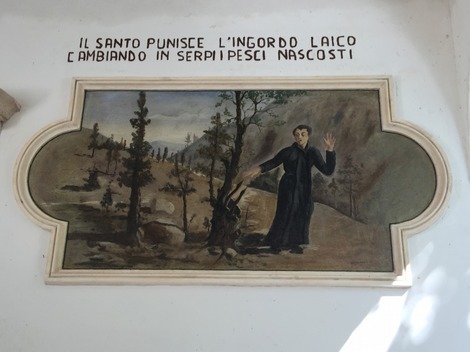 IL SANTO PUNISCE L'INGORDO LAICO
CAMBIANDO IN SERPI I PESCI NASCOSTI